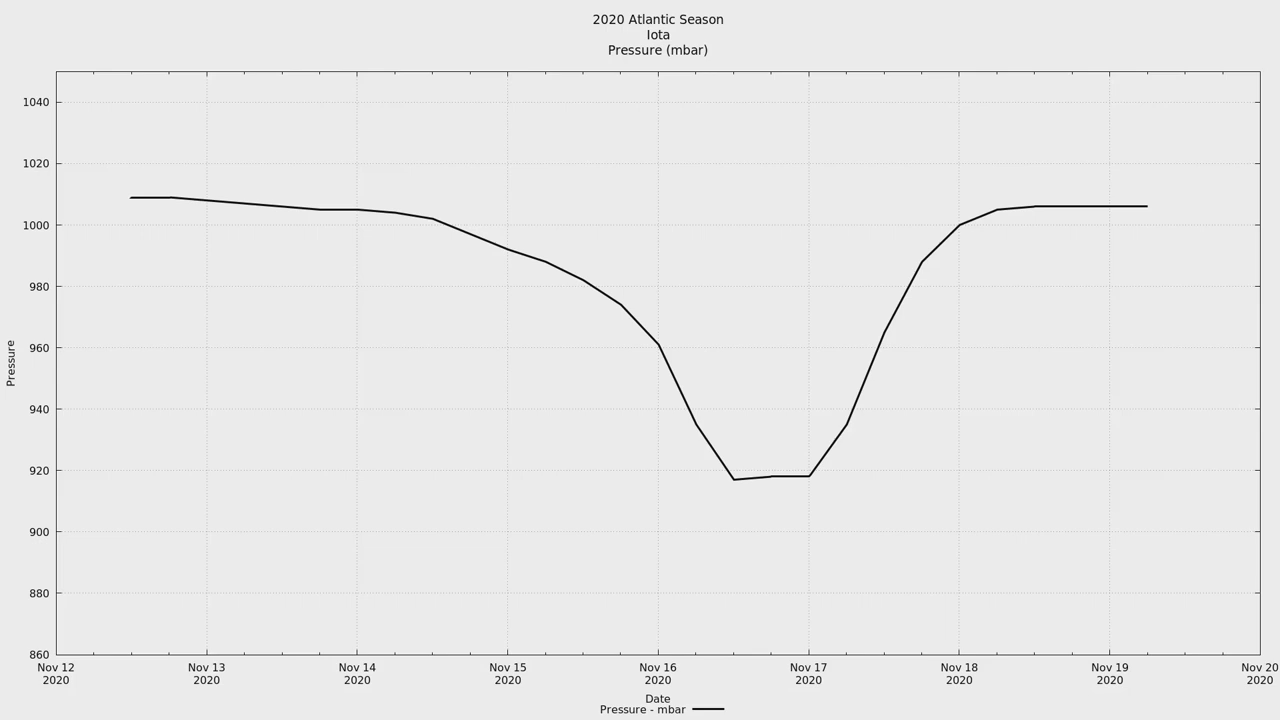 2020 Atlantic Season
Iota
Pressure (mbar)
1040
1020
1000
980
960
940
920
900
880
860
Pressure
Nov 12 Nov 13 Nov 14 Nov 15 Nov 16 Nov 17 Nov 18 Nov 19 Nov 20
2020 2020 2020 2020 2020 2020 2020 2020 2020
Date
Pressure - mbar